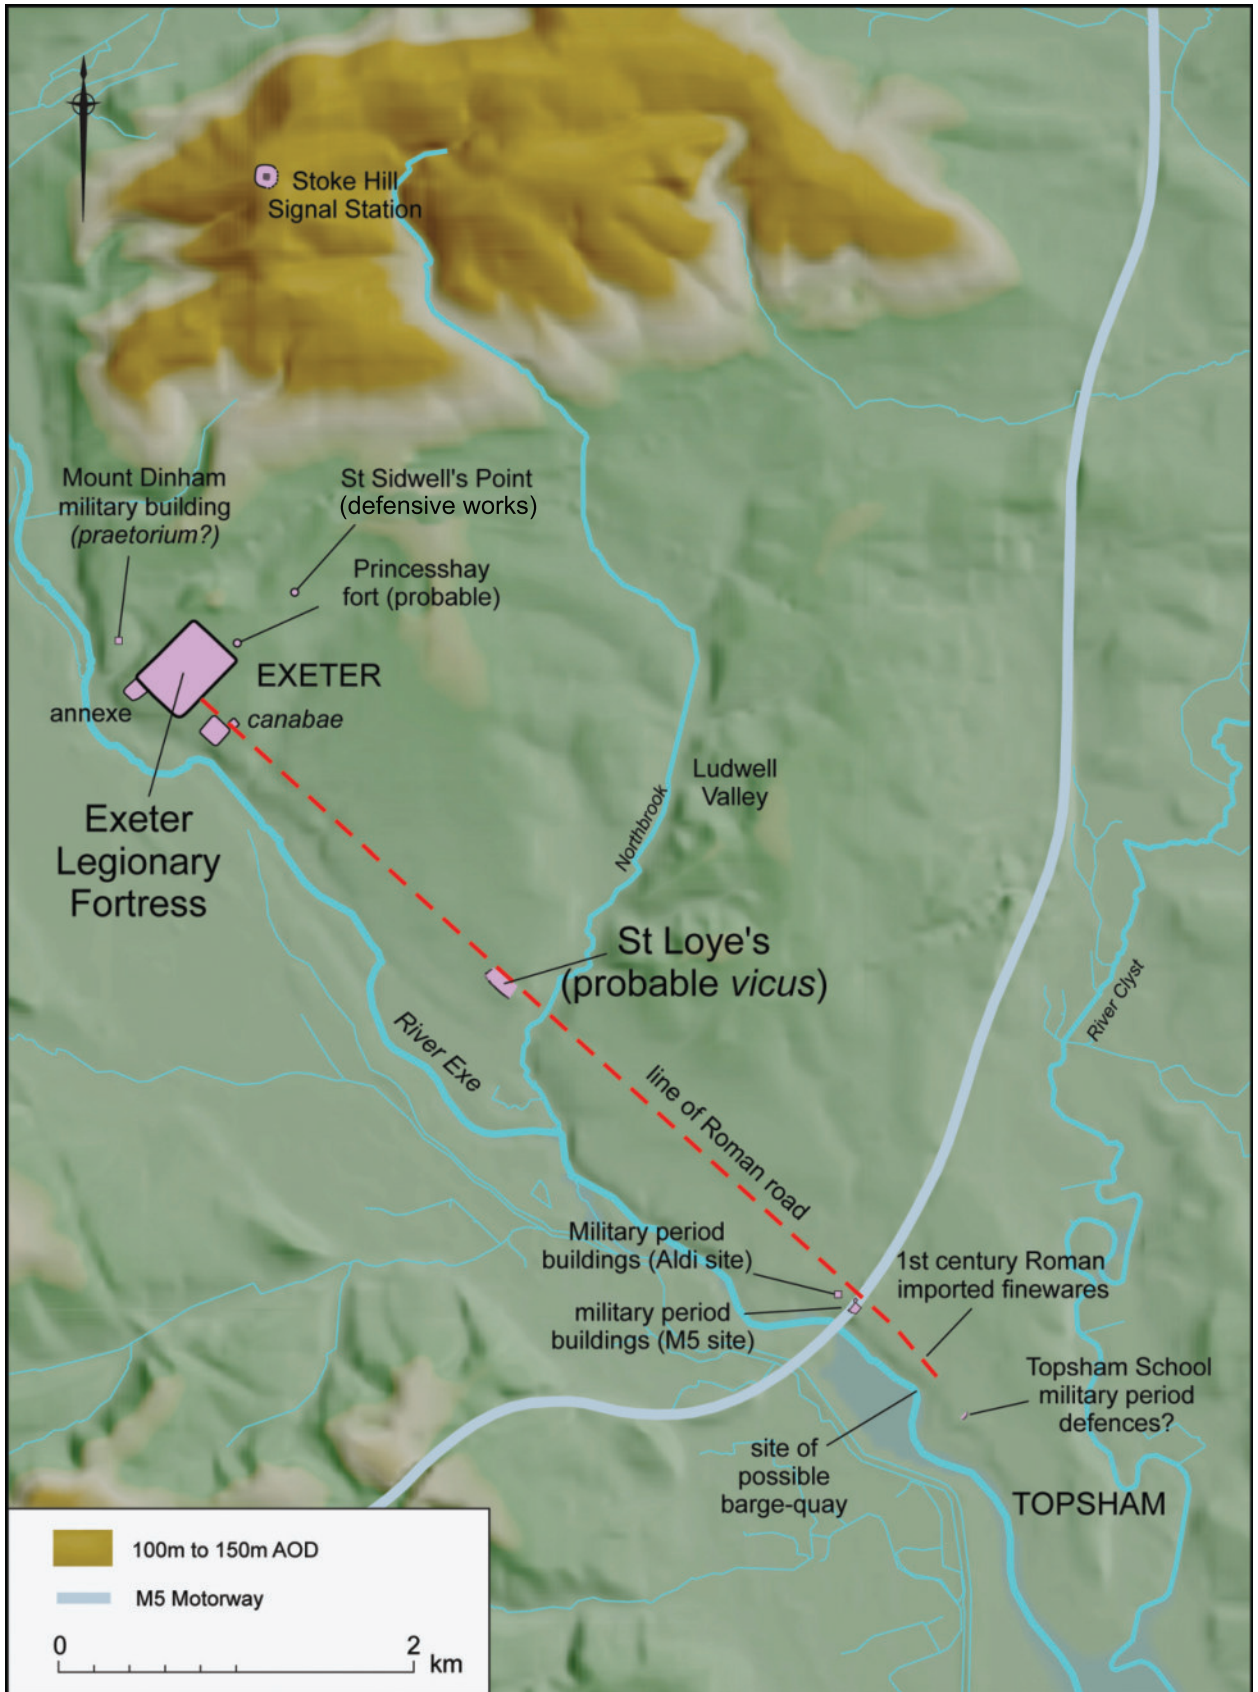 Stoke Hill
Signal Station
Mount Dinham
military building
(praetorium?)
St Sidwell's Point
(defensive works)
Princesshay
fort (probable)
EXETER
annexe
canabae
Exeter
Legionary
Fortress
Ludwell
Valley
Northbrook
St Loye's
(probable vicus)
River Clyst
River Exe
line of Roman road
Military period
buildings (Aldi site)
military period
buildings (M5 site)
1st century Roman
imported finewares
Topsham School
military period
defences?
site of
possible
barge-quay
TOPSHAM
100m to 150m AOD
M5 Motorway
0 2
km